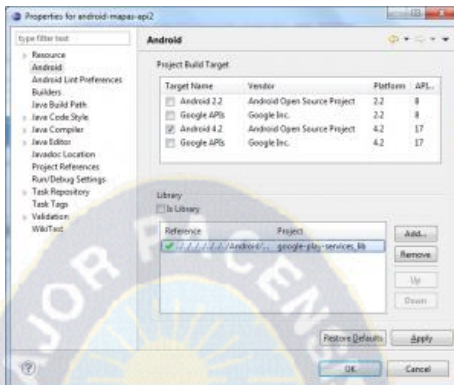 Properties for android-mapas-api2
type filter text
Resource
Android
Android Lint Preferences
Builders
Java Build Path
Java Code Style
Java Compiler
Java Editor
Javadoc Location
Project References
Run/Debug Settings
Task Repository
Task Tags
Validation
WikiText
Android
Project Build Target
Target Name Vendor Platform API...
Android 2.2 Android Open Source Project 2.2 8
Google APIs Google Inc. 2.2 8
Android 4.2 Android Open Source Project 4.2 17
Google APIs Google Inc. 4.2 17
Library
Is Library
Reference Project
../../../../../../Android/... google-play-services_lib
Add...
Remove
Up
Down
Restore Defaults Apply
OK Cancel